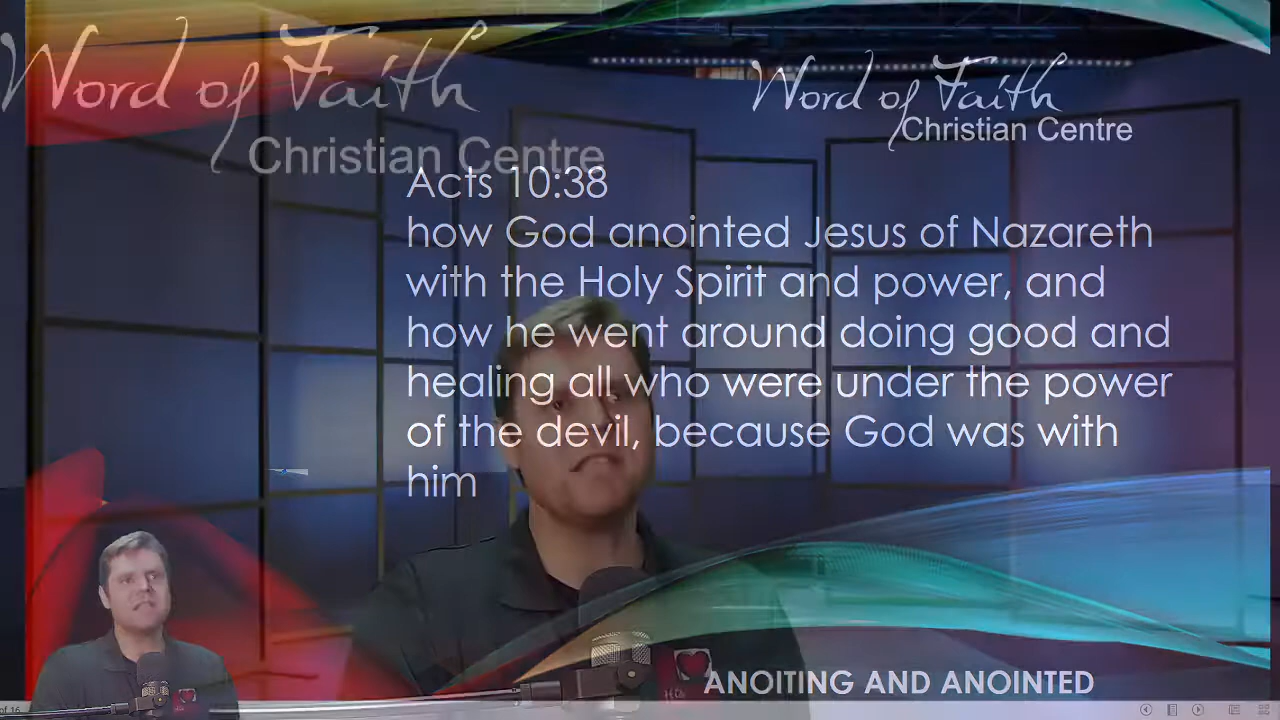 Word of Faith
Christian Centre
Word of Faith
Christian Centre
Acts 10:38
how God anointed Jesus of Nazareth
with the Holy Spirit and power, and
how he went around doing good and
healing all who were under the power
of the devil, because God was with
him
ANOITING AND ANOINTED
of 16